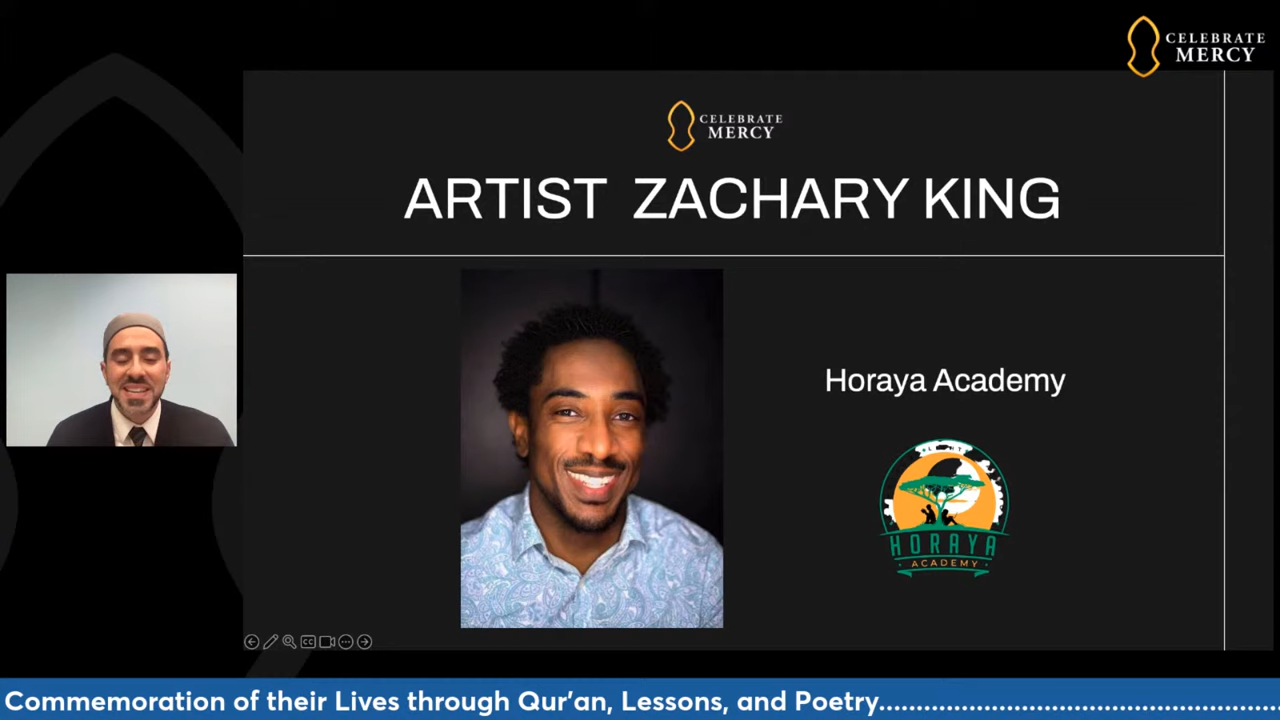 CELEBRATE
MERCY
CELEBRATE
MERCY
ARTIST ZACHARY KING
Horaya Academy
HORAYA
ACADEMY
CC
Commemoration of their Lives through Qur'an, Lessons, and Poetry......................................................